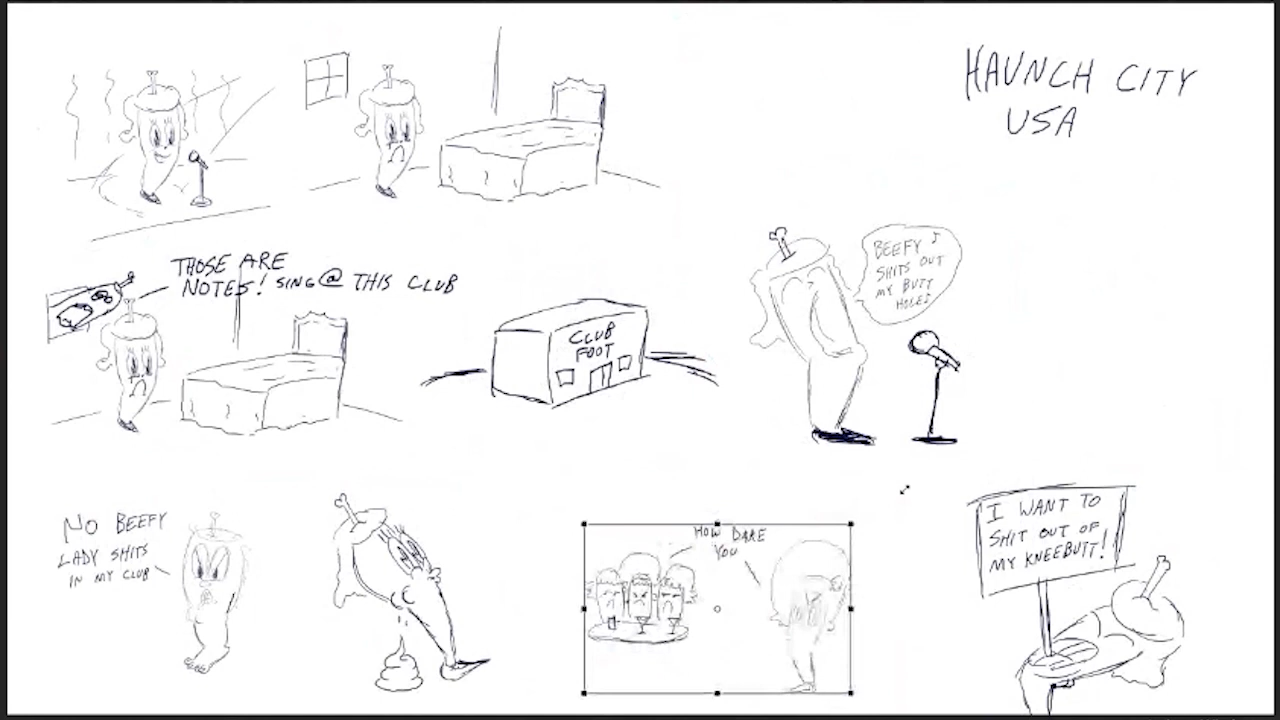 HAUNCH CITY
USA
THOSE ARE
NOTES! SING @ THIS CLUB
CLUB
FOOT
BEEFY
SHITS OUT
MY BUTT
HOLE
NO BEEFY
LADY SHITS
IN MY CLUB
HOW DARE
YOU
I WANT TO
SHIT OUT OF
MY KNEEBUTT!